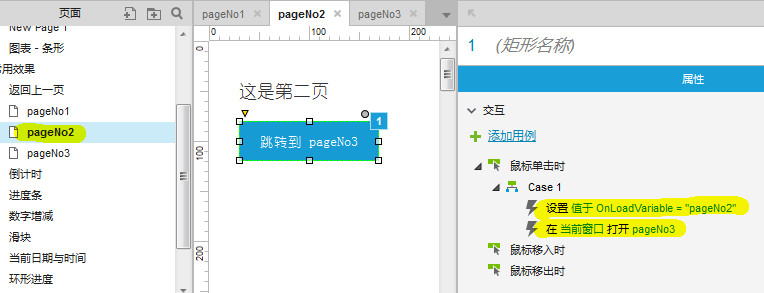 页面
New Page 1
图表 - 条形
常用效果
返回上一页
pageNo1
pageNo2
pageNo3
倒计时
进度条
数字增减
滑块
当前日期与时间
环形进度
pageNo1
pageNo2
pageNo3
0
100
200
0
100
200
这是第二页
1
跳转到 pageNo3
1
(矩形名称)
属性
交互
添加用例
鼠标单击时
Case 1
设置 值于 OnLoadVariable = "pageNo2"
在 当前窗口 打开 pageNo3
鼠标移入时
鼠标移出时